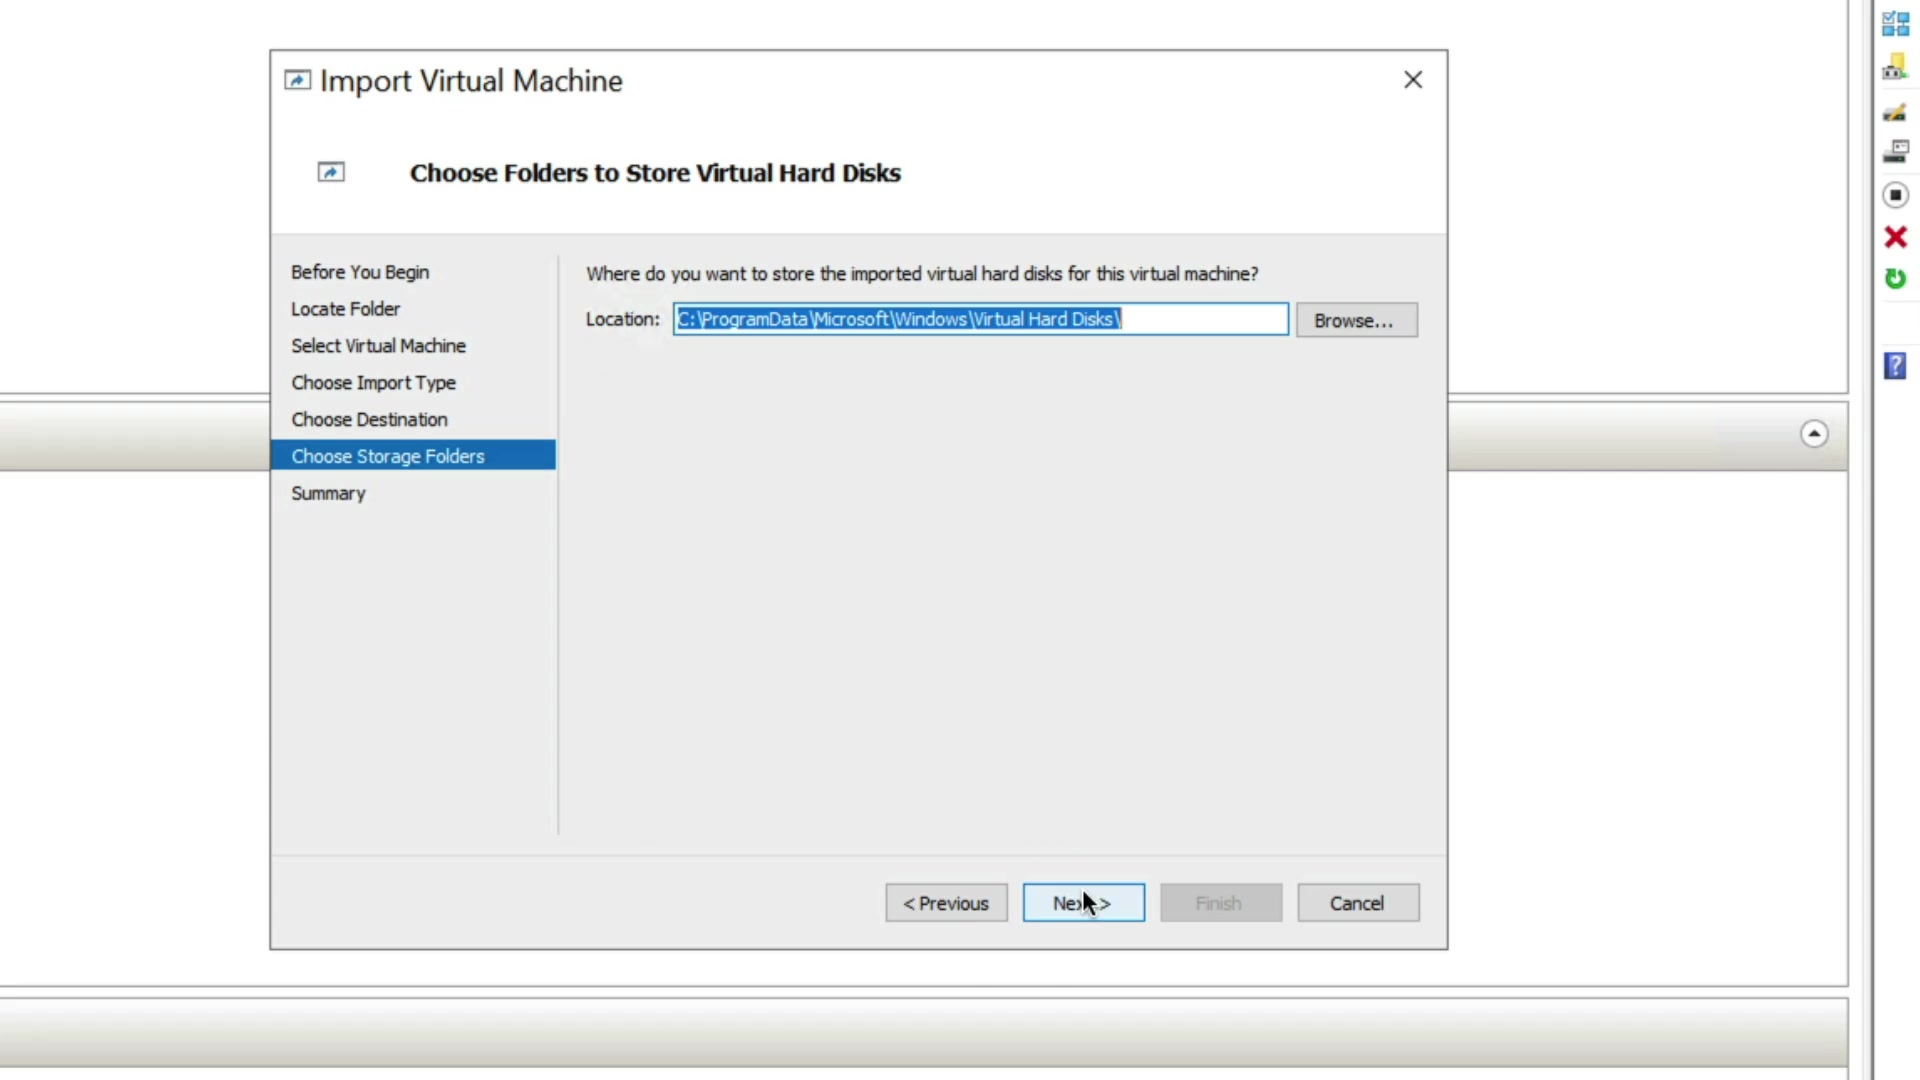 Import Virtual Machine
Choose Folders to Store Virtual Hard Disks
Before You Begin
Locate Folder
Select Virtual Machine
Choose Import Type
Choose Destination
Choose Storage Folders
Summary
Where do you want to store the imported virtual hard disks for this virtual machine?
Location: C:\ProgramData\Microsoft\Windows\Virtual Hard Disks\ Browse...
< Previous Next > Finish Cancel